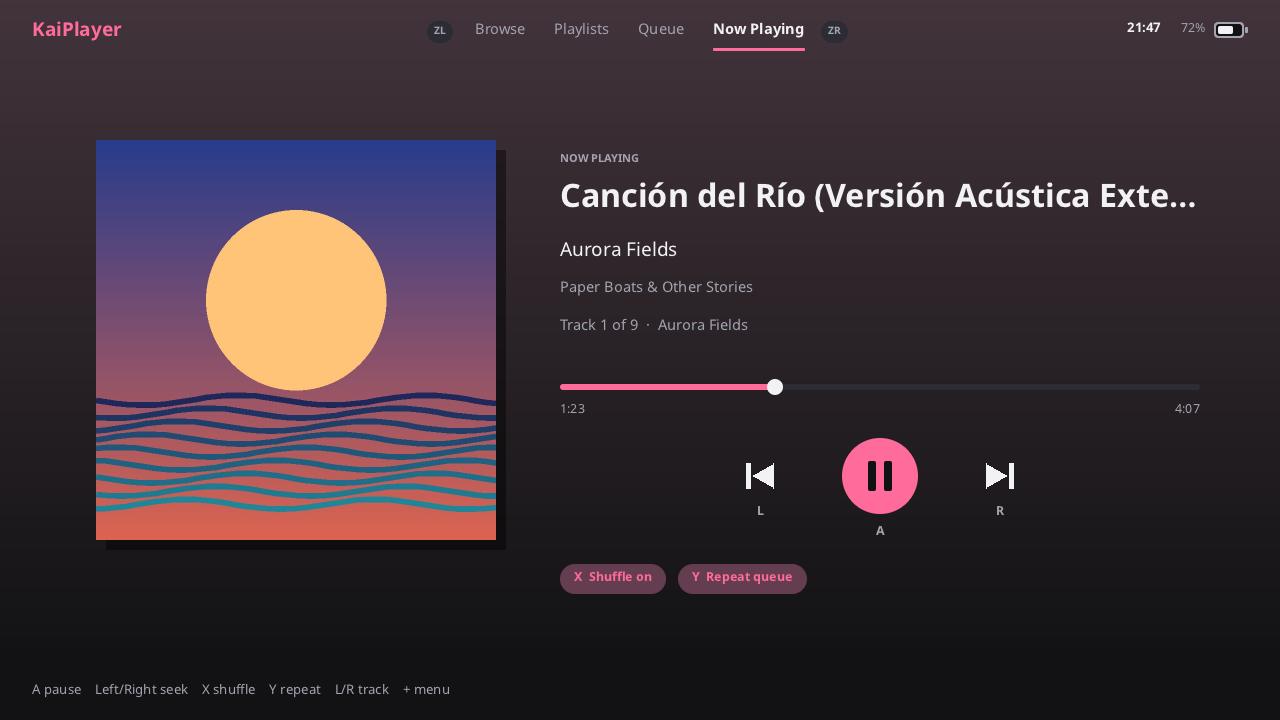 KaiPlayer
ZL Browse Playlists Queue Now Playing ZR
21:47 72%
NOW PLAYING
Canción del Río (Versión Acústica Exte...
Aurora Fields
Paper Boats & Other Stories
Track 1 of 9 · Aurora Fields
1:23 4:07
L A R
X Shuffle on Y Repeat queue
A pause Left/Right seek X shuffle Y repeat L/R track + menu